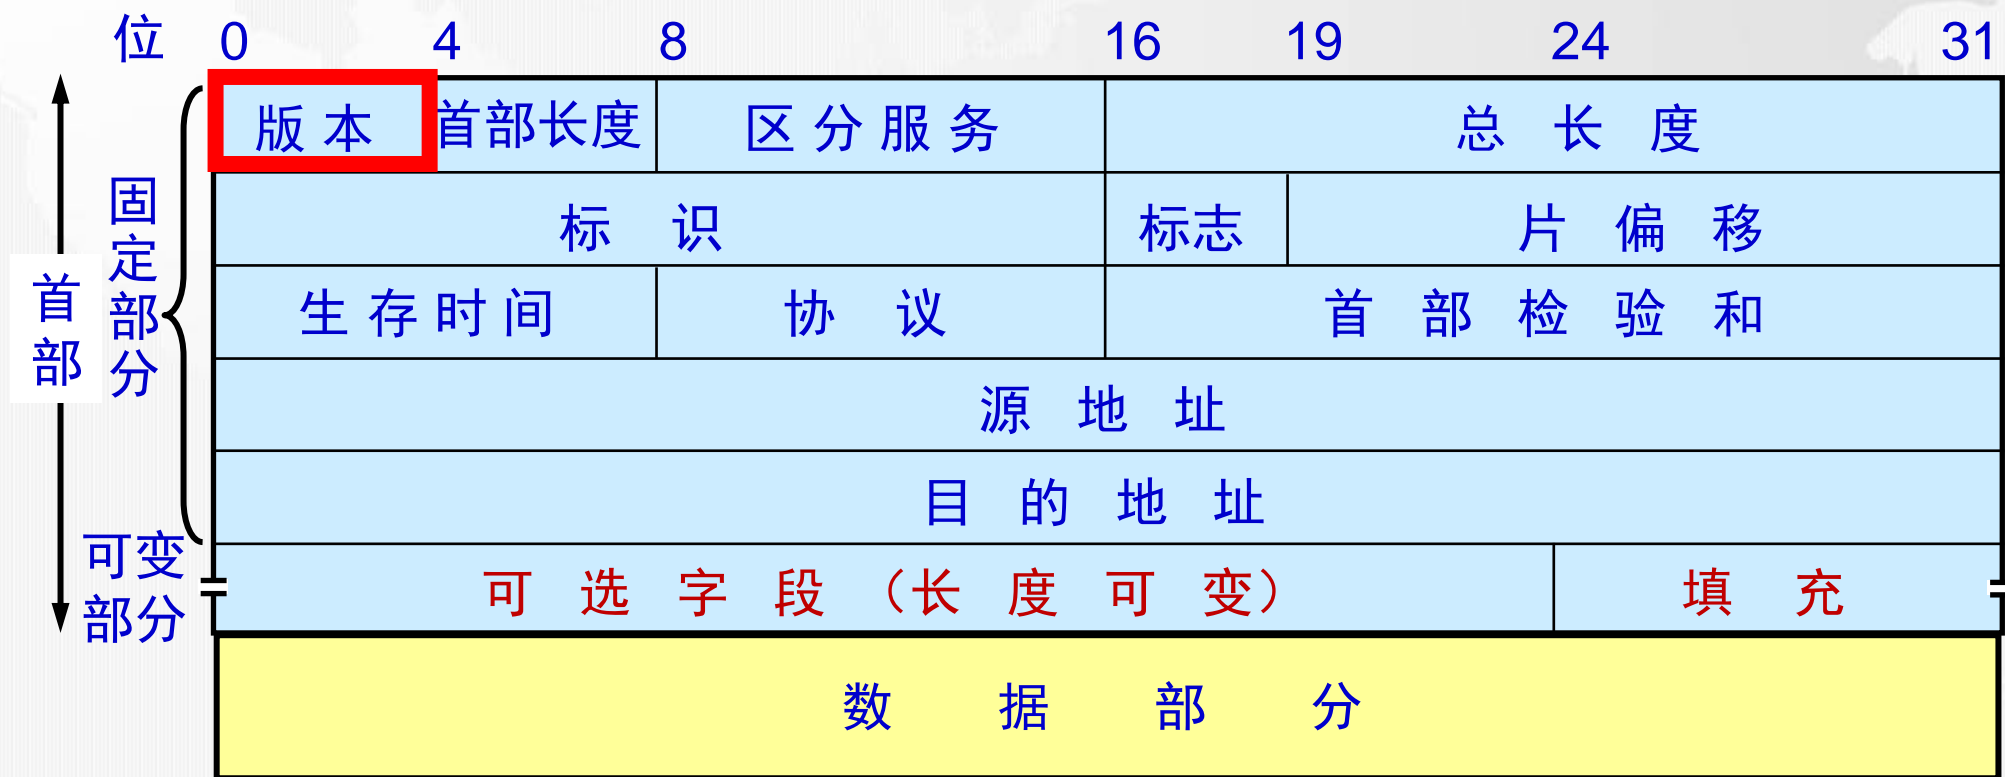 位 0 4 8 16 19 24 31
版本 首部长度 区分服务 总长度
标识 标志 片偏移
生存时间 协议 首部检验和
源地址
目的地址
可选字段（长度可变） 填充
数据部分
首部
固定部分
可变
部分